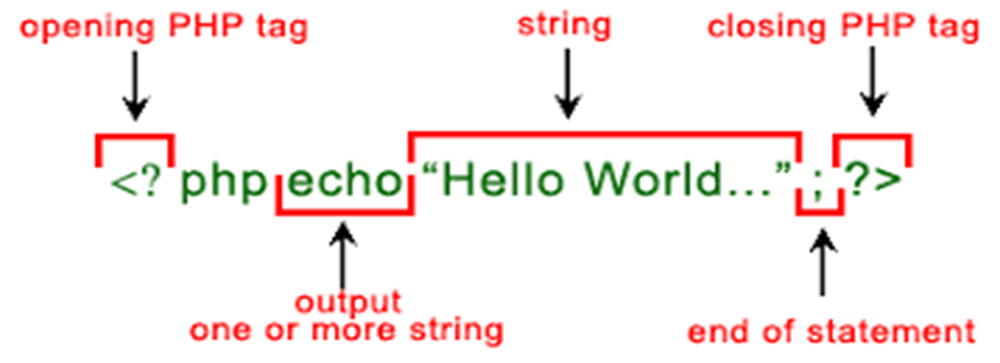 opening PHP tag
string
closing PHP tag
<? php echo “Hello World...” ; ?>
output
one or more string
end of statement